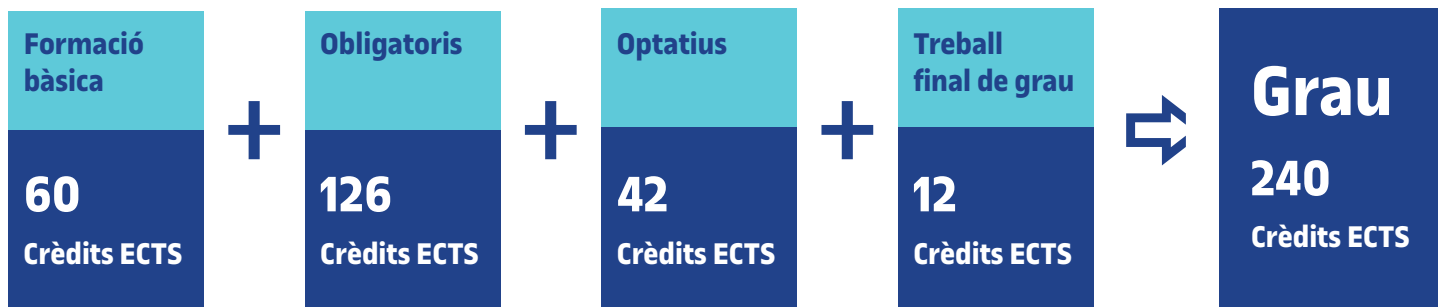 Formació
bàsica
60
Crèdits ECTS
+
Obligatoris
126
Crèdits ECTS
+
Optatius
42
Crèdits ECTS
+
Treball
final de grau
12
Crèdits ECTS
Grau
240
Crèdits ECTS